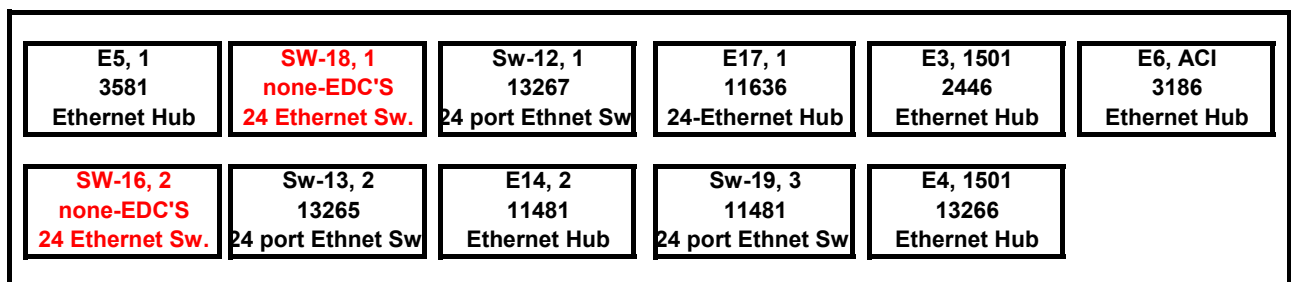 E5, 1
3581
Ethernet Hub
SW-18, 1
none-EDC'S
24 Ethernet Sw.
Sw-12, 1
13267
24 port Ethnet Sw
E17, 1
11636
24-Ethernet Hub
E3, 1501
2446
Ethernet Hub
E6, ACI
3186
Ethernet Hub
SW-16, 2
none-EDC'S
24 Ethernet Sw.
Sw-13, 2
13265
24 port Ethnet Sw
E14, 2
11481
Ethernet Hub
Sw-19, 3
11481
24 port Ethnet Sw
E4, 1501
13266
Ethernet Hub